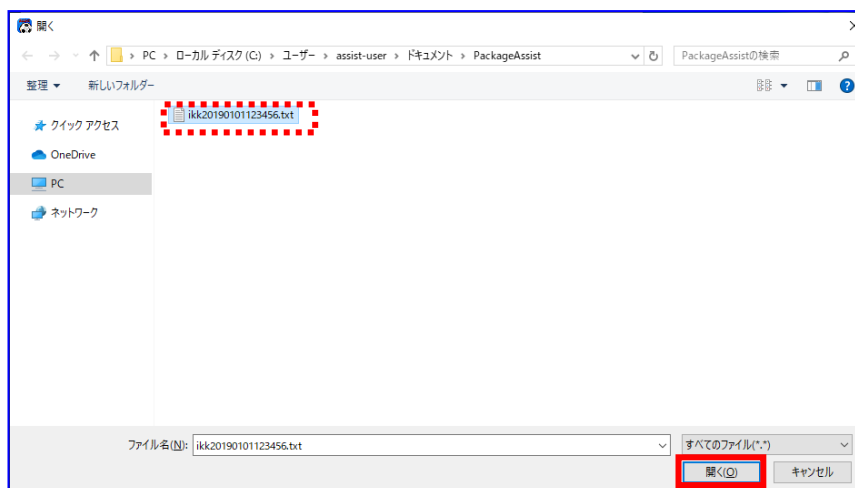 開く
PC › ローカル ディスク (C:) › ユーザー › assist-user › ドキュメント › PackageAssist
PackageAssistの検索
整理 新しいフォルダー
ikk20190101123456.txt
クイック アクセス
OneDrive
PC
ネットワーク
ファイル名(N): ikk20190101123456.txt
すべてのファイル(*.*)
開く(O) キャンセル